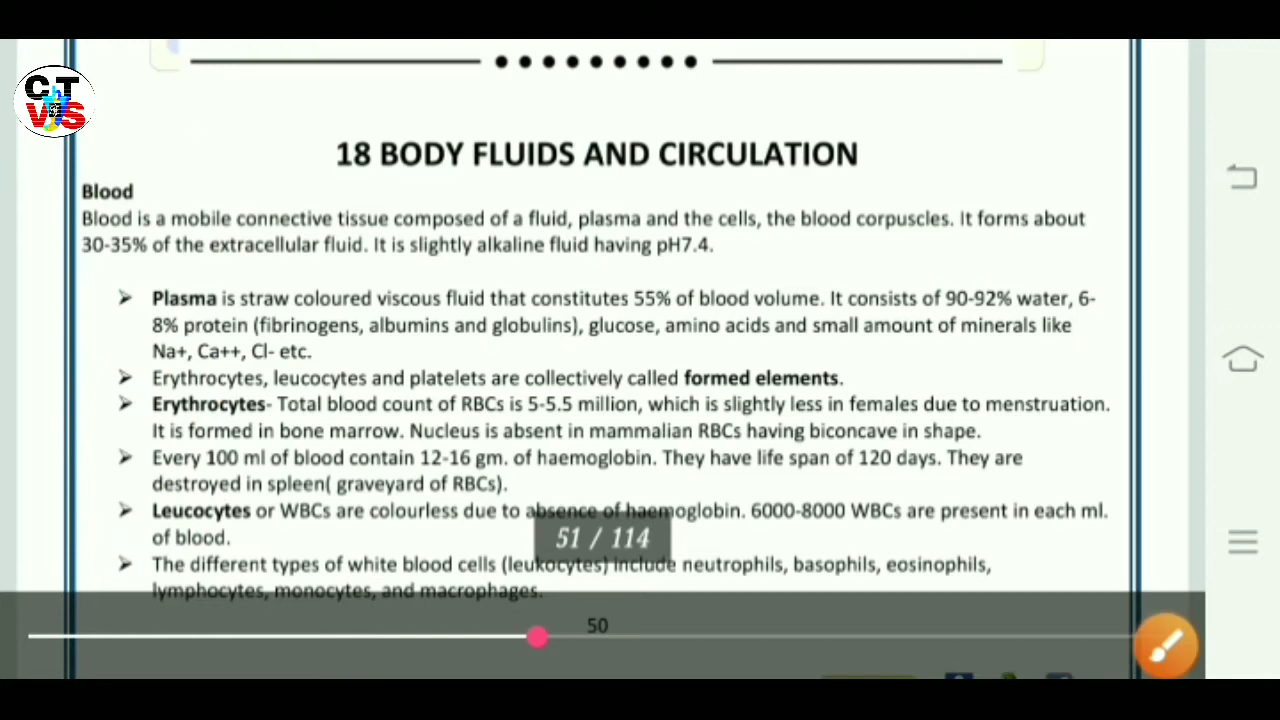 CT
VJS
18 BODY FLUIDS AND CIRCULATION
Blood
Blood is a mobile connective tissue composed of a fluid, plasma and the cells, the blood corpuscles. It forms about
30-35% of the extracellular fluid. It is slightly alkaline fluid having pH7.4.
➢ Plasma is straw coloured viscous fluid that constitutes 55% of blood volume. It consists of 90-92% water, 6-
8% protein (fibrinogens, albumins and globulins), glucose, amino acids and small amount of minerals like
Na+, Ca++, Cl- etc.
➢ Erythrocytes, leucocytes and platelets are collectively called formed elements.
➢ Erythrocytes- Total blood count of RBCs is 5-5.5 million, which is slightly less in females due to menstruation.
It is formed in bone marrow. Nucleus is absent in mammalian RBCs having biconcave in shape.
➢ Every 100 ml of blood contain 12-16 gm. of haemoglobin. They have life span of 120 days. They are
destroyed in spleen( graveyard of RBCs).
➢ Leucocytes or WBCs are colourless due to absence of haemoglobin. 6000-8000 WBCs are present in each ml.
of blood.
51 / 114
➢ The different types of white blood cells (leukocytes) include neutrophils, basophils, eosinophils,
lymphocytes, monocytes, and macrophages.
50